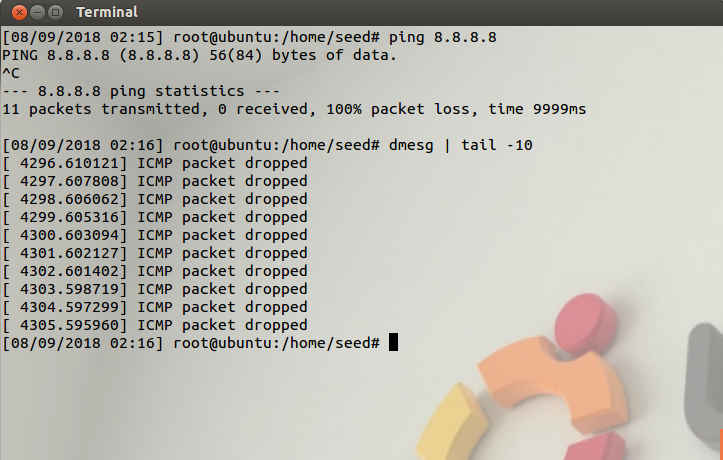 Terminal
[08/09/2018 02:15] root@ubuntu:/home/seed# ping 8.8.8.8
PING 8.8.8.8 (8.8.8.8) 56(84) bytes of data.
^C
--- 8.8.8.8 ping statistics ---
11 packets transmitted, 0 received, 100% packet loss, time 9999ms

[08/09/2018 02:16] root@ubuntu:/home/seed# dmesg | tail -10
[ 4296.610121] ICMP packet dropped
[ 4297.607808] ICMP packet dropped
[ 4298.606062] ICMP packet dropped
[ 4299.605316] ICMP packet dropped
[ 4300.603094] ICMP packet dropped
[ 4301.602127] ICMP packet dropped
[ 4302.601402] ICMP packet dropped
[ 4303.598719] ICMP packet dropped
[ 4304.597299] ICMP packet dropped
[ 4305.595960] ICMP packet dropped
[08/09/2018 02:16] root@ubuntu:/home/seed#